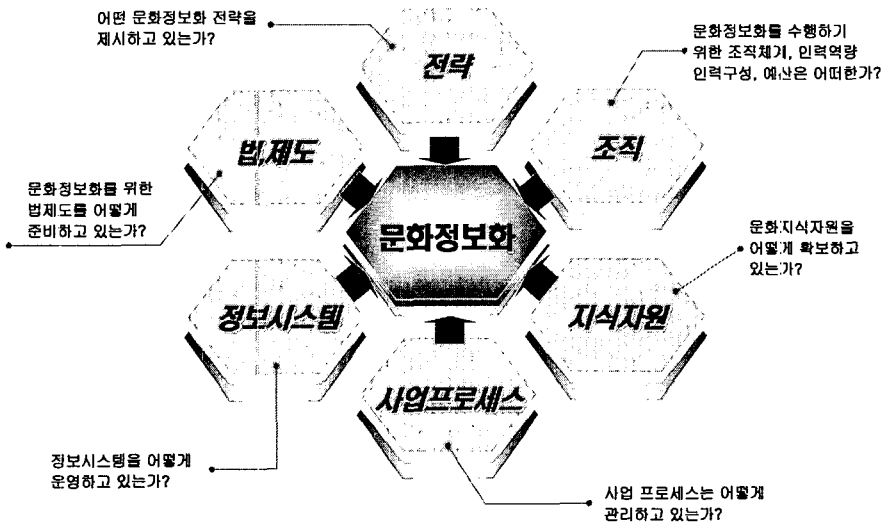 어떤 문화정보화 전략을
제시하고 있는가?
전략
문화정보화를 수행하기
위한 조직체계, 인력역량
인력구성, 예산은 어떠한가?
법,제도
조직
문화정보화를 위한
법제도를 어떻게
준비하고 있는가?
문화정보화
문화지식자원을
어떻게 확보하고
있는가?
정보시스템
지식자원
사업프로세스
정보시스템을 어떻게
운영하고 있는가?
사업 프로세스는 어떻게
관리하고 있는가?